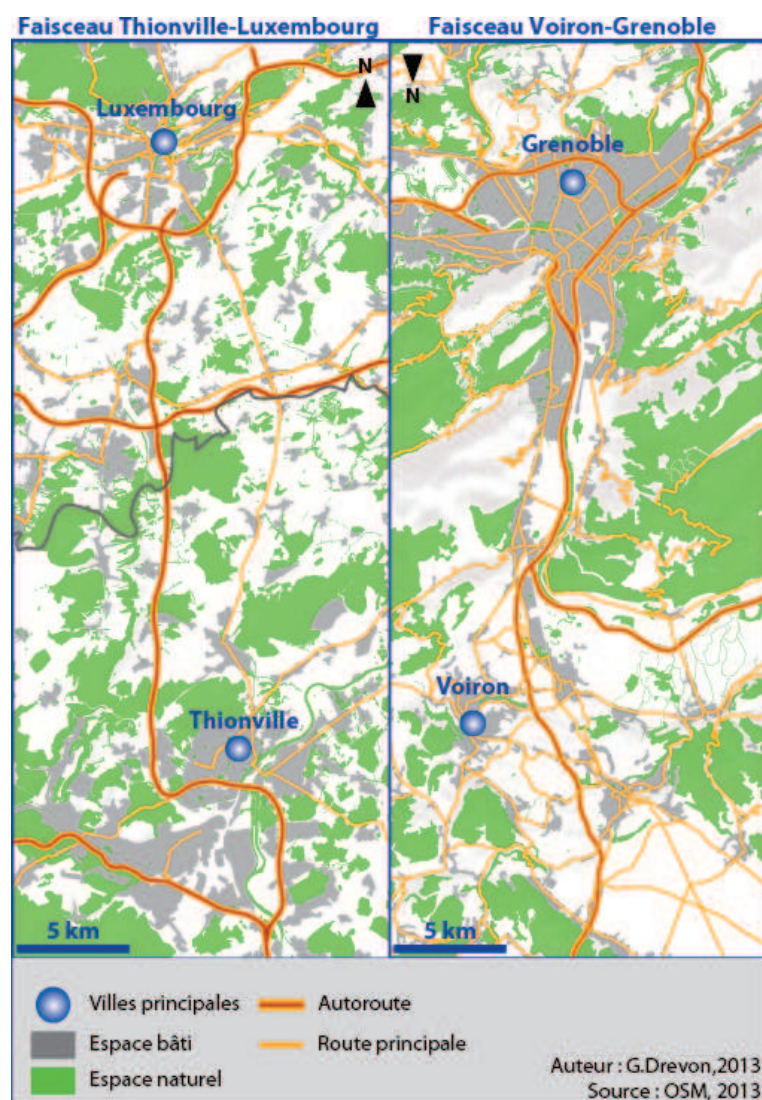 Faisceau Thionville-Luxembourg
Faisceau Voiron-Grenoble
N
N
Luxembourg
Grenoble
Voiron
Thionville
5 km
5 km
Villes principales
Autoroute
Espace bâti
Route principale
Espace naturel
Auteur : G.Drevon,2013
Source : OSM, 2013